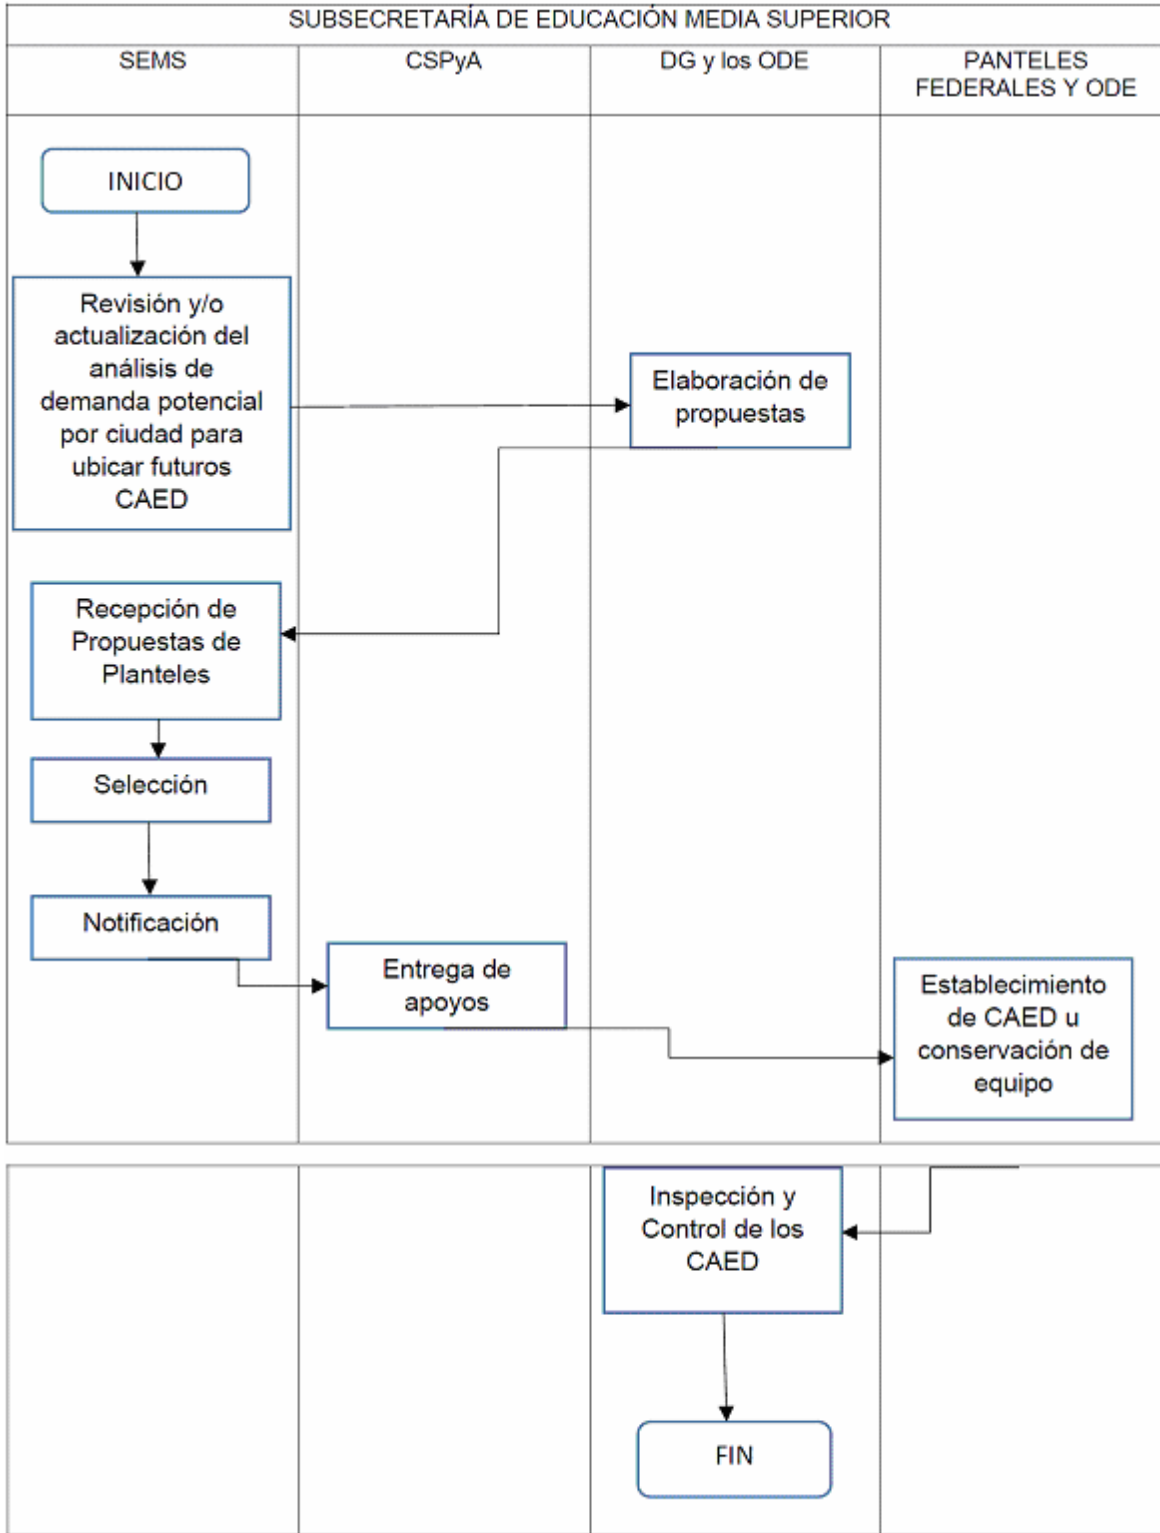 SUBSECRETARÍA DE EDUCACIÓN MEDIA SUPERIOR
SEMS
CSPyA
DG y los ODE
PANTELES
FEDERALES Y ODE
INICIO
Revisión y/o
actualización del
análisis de
demanda potencial
por ciudad para
ubicar futuros
CAED
Elaboración de
propuestas
Recepción de
Propuestas de
Planteles
Selección
Notificación
Entrega de
apoyos
Establecimiento
de CAED u
conservación de
equipo
Inspección y
Control de los
CAED
FIN